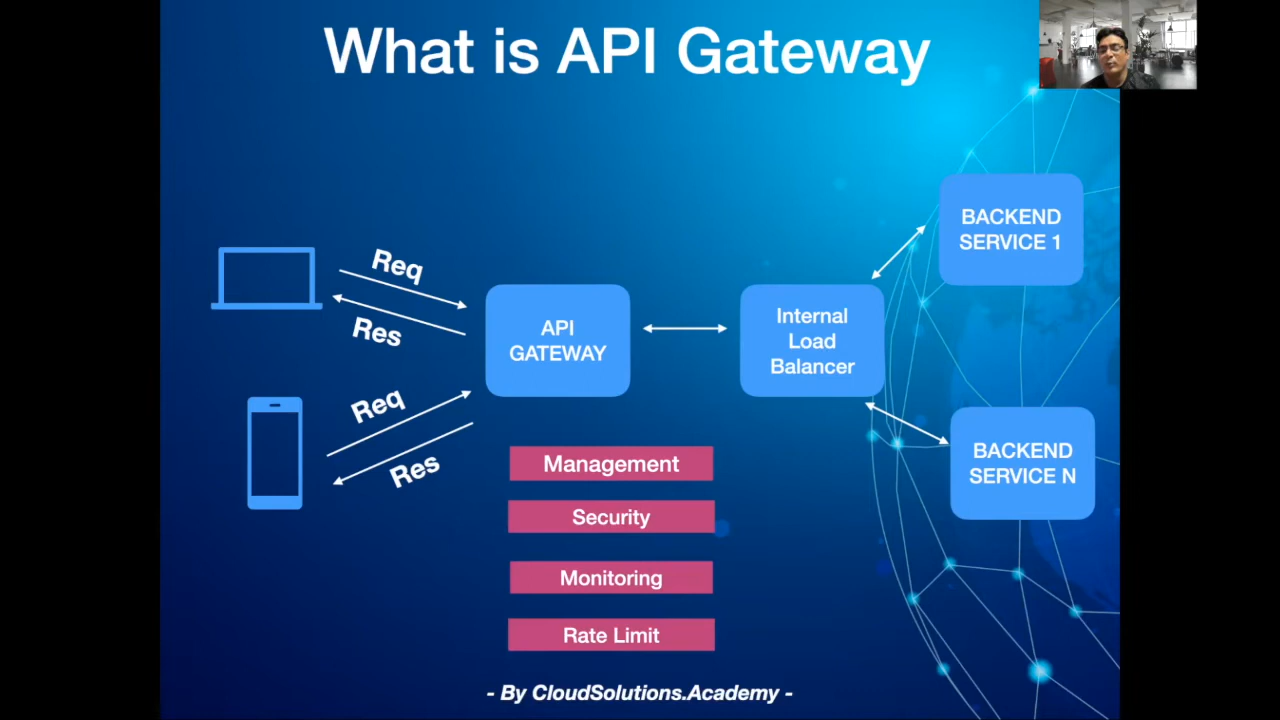 What is API Gateway
Req
Res
Req
Res
API
GATEWAY
Internal
Load
Balancer
BACKEND
SERVICE 1
BACKEND
SERVICE N
Management
Security
Monitoring
Rate Limit
- By CloudSolutions.Academy -